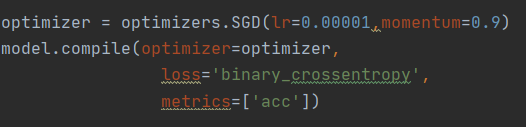 optimizer = optimizers.SGD(lr=0.00001,momentum=0.9)
model.compile(optimizer=optimizer,
              loss='binary_crossentropy',
              metrics=['acc'])